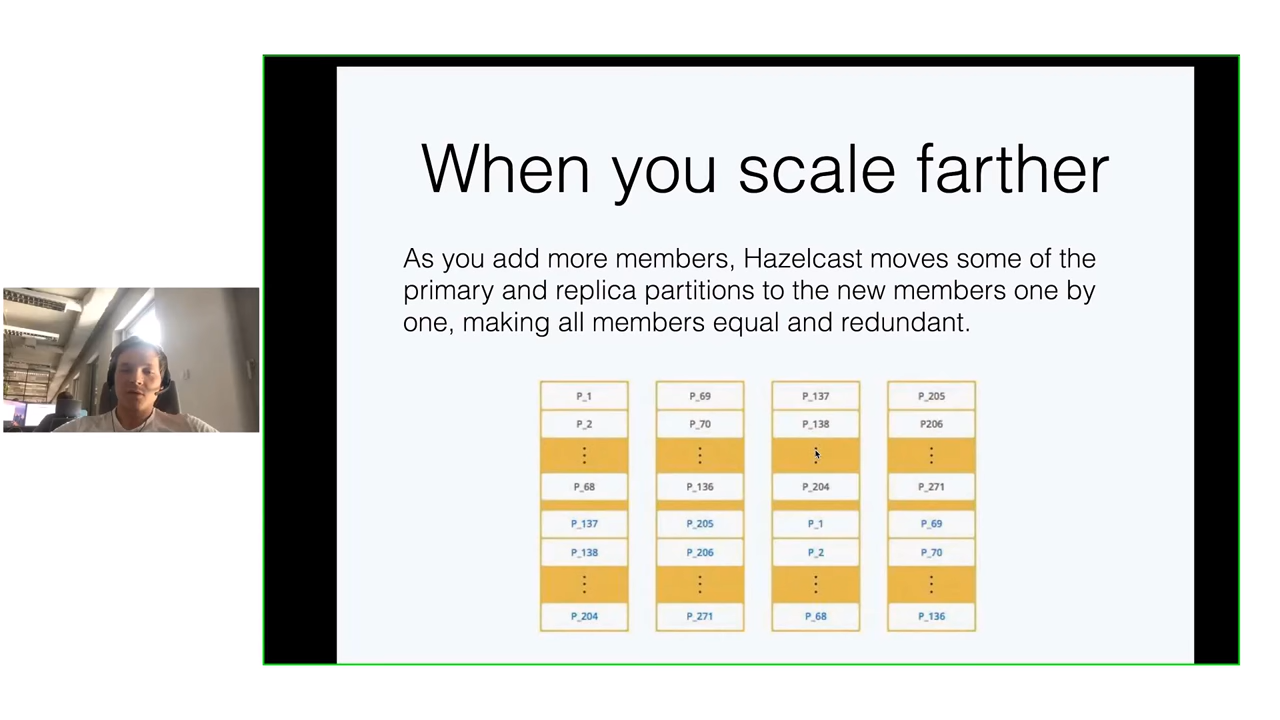 When you scale farther
As you add more members, Hazelcast moves some of the
primary and replica partitions to the new members one by
one, making all members equal and redundant.
P_1 P_69 P_137 P_205
P_2 P_70 P_138 P206
P_68 P_136 P_204 P_271
P_137 P_205 P_1 P_69
P_138 P_206 P_2 P_70
P_204 P_271 P_68 P_136